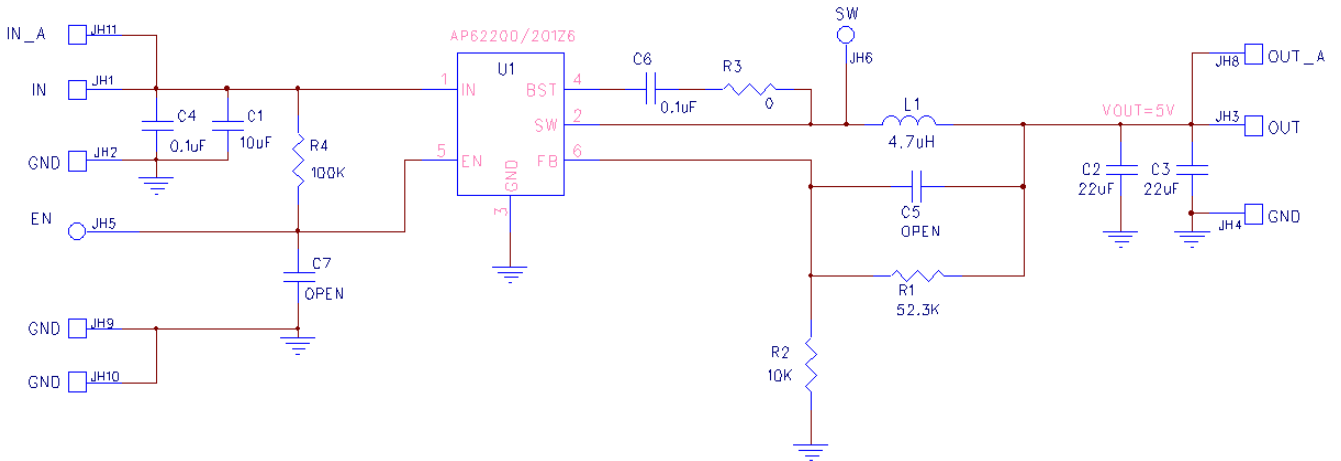 IN_A
JH11
IN
JH1
C4
0.1uF
C1
10uF
GND
JH2
R4
100K
EN
JH5
C7
OPEN
GND
JH9
GND
JH10
AP62200/201Z6
U1
1
IN
BST
4
SW
2
5
EN
FB
6
GND
3
C6
0.1uF
R3
0
SW
JH6
L1
4.7uH
C5
OPEN
R1
52.3K
R2
10K
VOUT=5V
C2
22uF
C3
22uF
JH8
OUT_A
JH3
OUT
JH4
GND